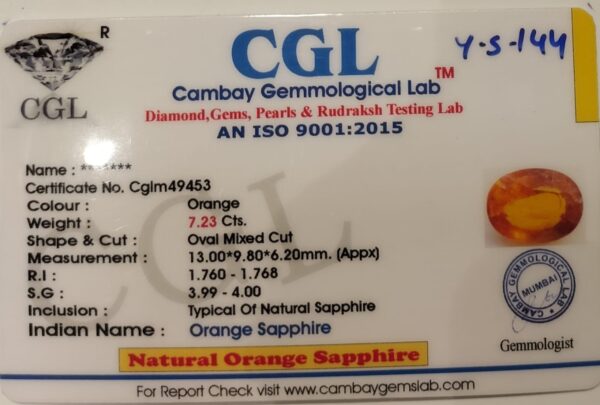 R
CGL
CGL
Y-S-144
Cambay Gemmological Lab™
Diamond,Gems, Pearls & Rudraksh Testing Lab
AN ISO 9001:2015
Name : *******
Certificate No. Cglm49453
Colour : Orange
Weight : 7.23 Cts.
Shape & Cut : Oval Mixed Cut
Measurement : 13.00*9.80*6.20mm. (Appx)
R.I : 1.760 - 1.768
S.G : 3.99 - 4.00
Inclusion : Typical Of Natural Sapphire
Indian Name : Orange Sapphire
CGL
CAMBAY GEMMOLOGICAL LAB
MUMBAI
Gemmologist
Natural Orange Sapphire
For Report Check visit www.cambaygemslab.com